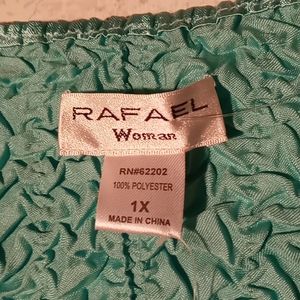 RAFAEL
Woman
RN#62202
100% POLYESTER
1X
MADE IN CHINA